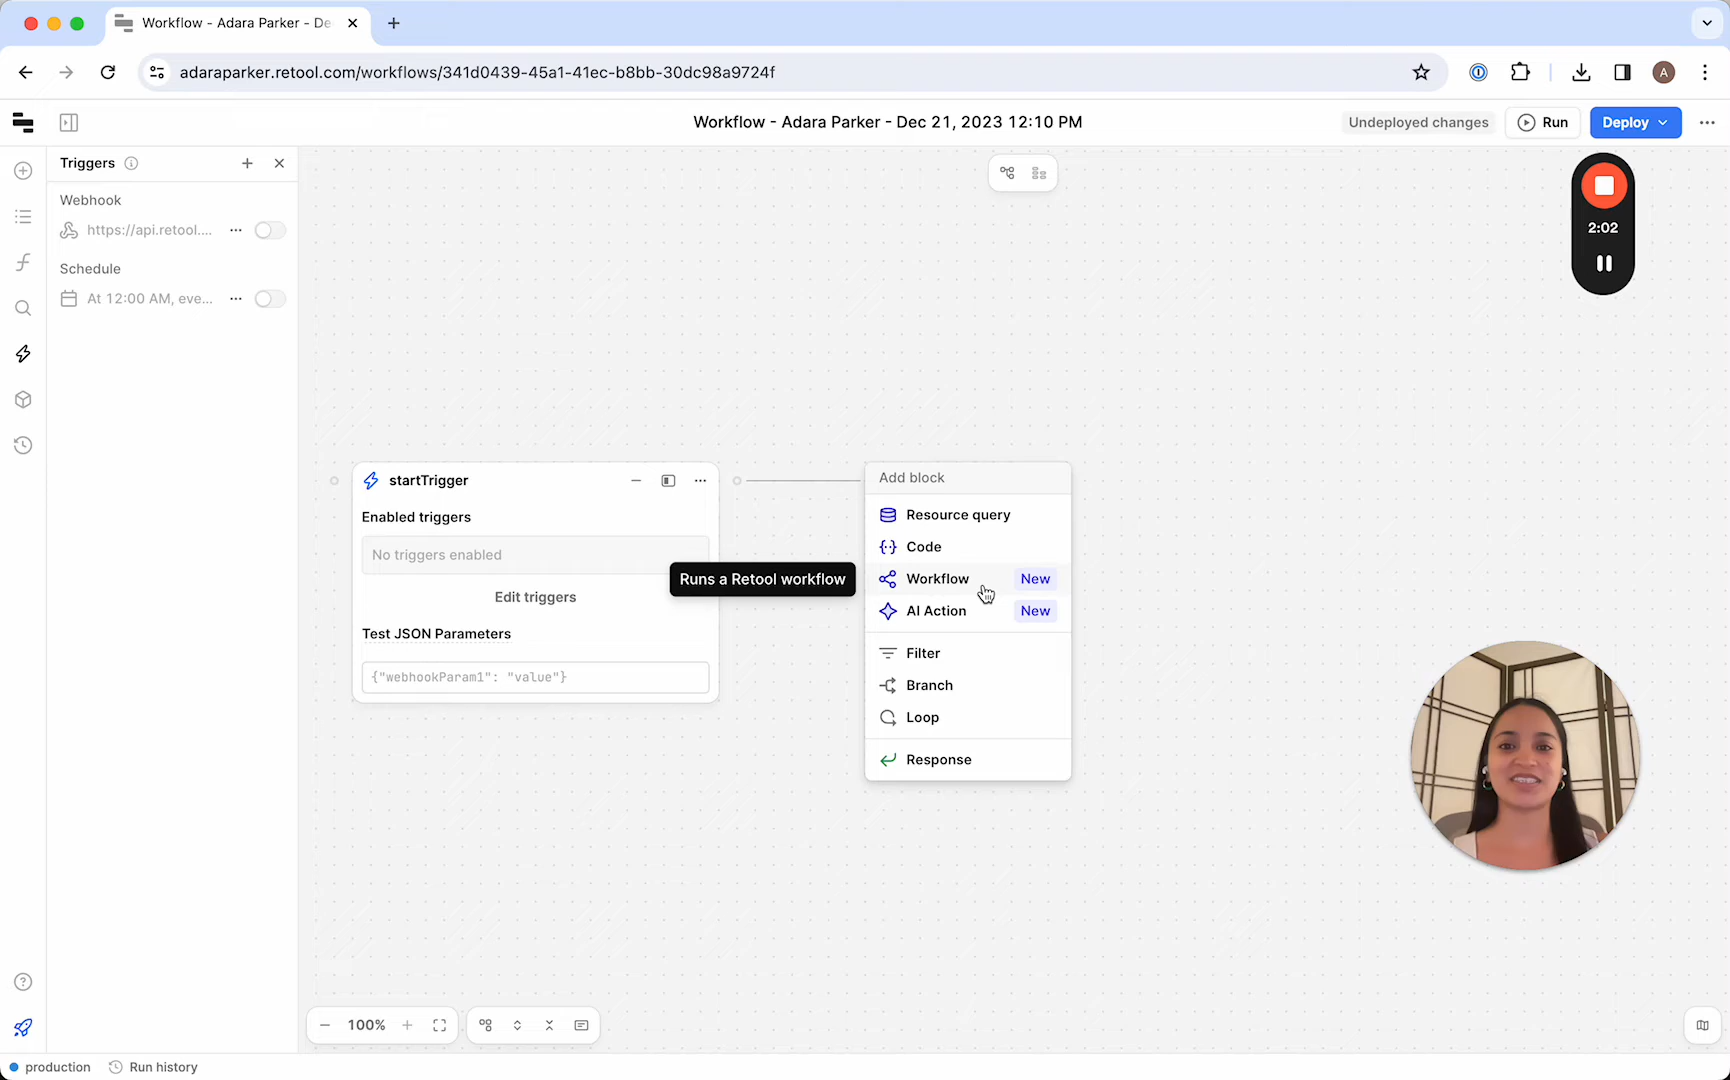 Workflow - Adara Parker - De
adaraparker.retool.com/workflows/341d0439-45a1-41ec-b8bb-30dc98a9724f
A
Workflow - Adara Parker - Dec 21, 2023 12:10 PM
Undeployed changes
Run
Deploy
Triggers
Webhook
https://api.retool....
Schedule
At 12:00 AM, eve...
2:02
startTrigger
Enabled triggers
No triggers enabled
Edit triggers
Test JSON Parameters
{"webhookParam1": "value"}
Runs a Retool workflow
Add block
Resource query
Code
Workflow New
AI Action New
Filter
Branch
Loop
Response
100%
production
Run history